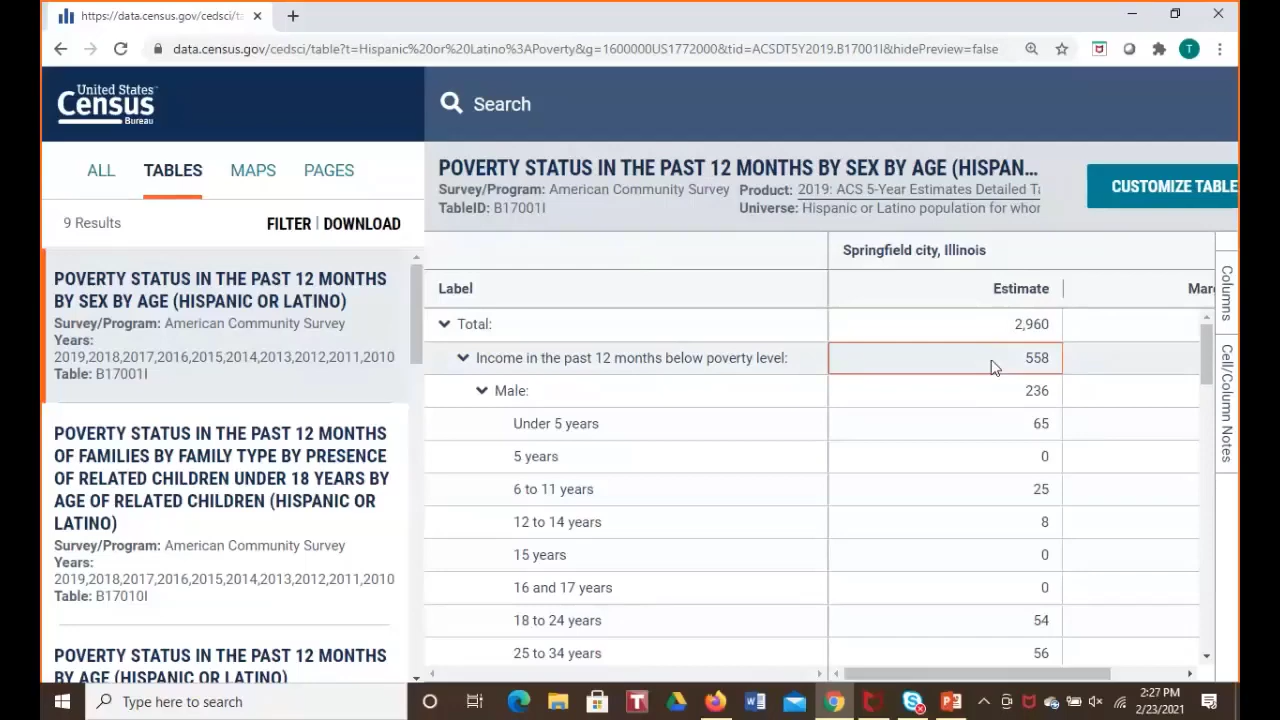 https://data.census.gov/cedsci/ta
data.census.gov/cedsci/table?t=Hispanic%20or%20Latino%3APoverty&g=1600000US1772000&tid=ACSDT5Y2019.B17001I&hidePreview=false
T
United States
Census
Bureau
Search
ALL TABLES MAPS PAGES
9 Results
FILTER | DOWNLOAD
POVERTY STATUS IN THE PAST 12 MONTHS
BY SEX BY AGE (HISPANIC OR LATINO)
Survey/Program: American Community Survey
Years:
2019,2018,2017,2016,2015,2014,2013,2012,2011,2010
Table: B17001I
POVERTY STATUS IN THE PAST 12 MONTHS
OF FAMILIES BY FAMILY TYPE BY PRESENCE
OF RELATED CHILDREN UNDER 18 YEARS BY
AGE OF RELATED CHILDREN (HISPANIC OR
LATINO)
Survey/Program: American Community Survey
Years:
2019,2018,2017,2016,2015,2014,2013,2012,2011,2010
Table: B17010I
POVERTY STATUS IN THE PAST 12 MONTHS
BY AGE (HISPANIC OR LATINO)
POVERTY STATUS IN THE PAST 12 MONTHS BY SEX BY AGE (HISPAN...
Survey/Program: American Community Survey Product: 2019: ACS 5-Year Estimates Detailed Ta
TableID: B17001I Universe: Hispanic or Latino population for whom
CUSTOMIZE TABLE
Springfield city, Illinois
Label Estimate Marg
Total: 2,960
Income in the past 12 months below poverty level: 558
Male: 236
Under 5 years 65
5 years 0
6 to 11 years 25
12 to 14 years 8
15 years 0
16 and 17 years 0
18 to 24 years 54
25 to 34 years 56
Columns
Cell/Column Notes
Type here to search
T
2:27 PM
2/23/2021